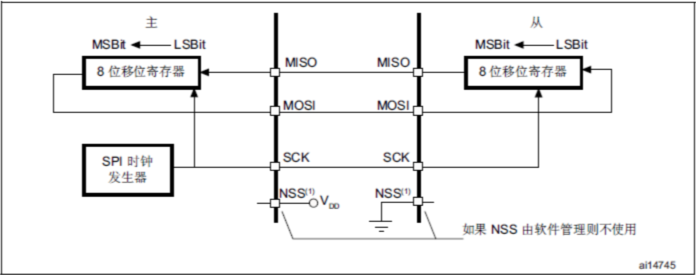 主 从
MSBit LSBit MSBit LSBit
8 位移位寄存器 MISO MISO 8 位移位寄存器
MOSI MOSI
SPI 时钟
发生器
SCK SCK
NSS(1) VDD NSS(1)
如果 NSS 由软件管理则不使用
ai14745